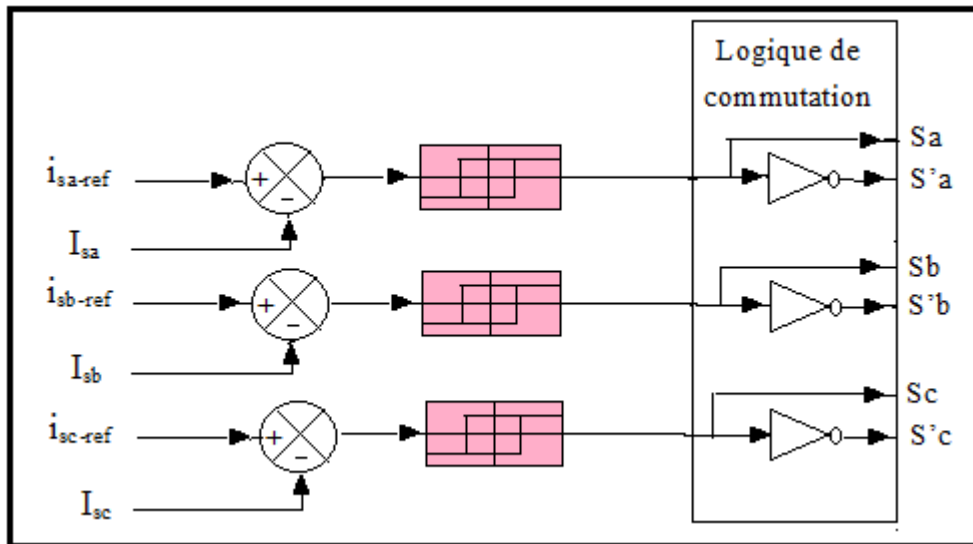 Logique de
commutation
i_sa-ref
+
-
I_sa
Sa
S'a
i_sb-ref
+
-
I_sb
Sb
S'b
i_sc-ref
+
-
I_sc
Sc
S'c